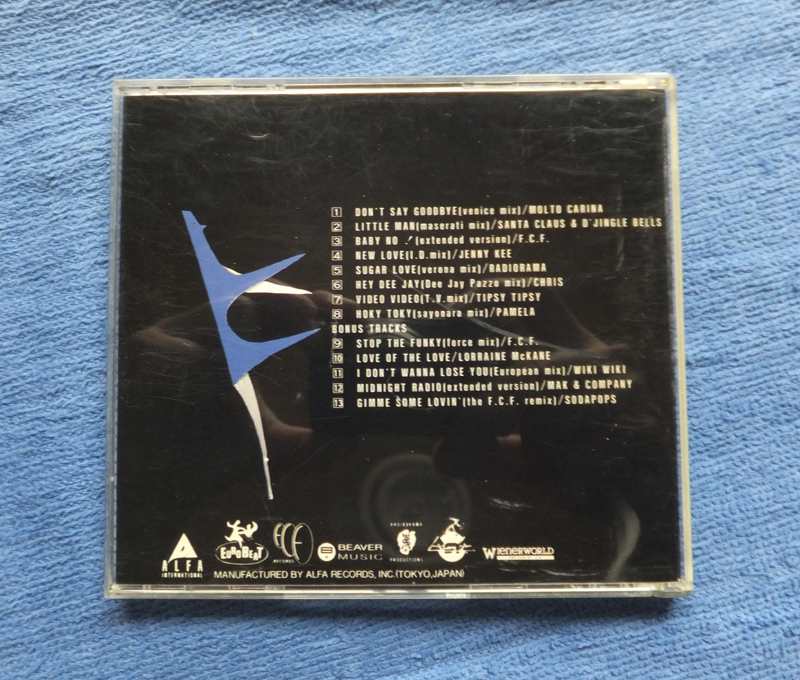 1 DON'T SAY GOODBYE(venice mix)/MOLTO CARINA
2 LITTLE MAN(maserati mix)/SANTA CLAUS & D'JINGLE BELLS
3 BABY NO !(extended version)/F.C.F.
4 NEW LOVE(I.D.mix)/JENNY KEE
5 SUGAR LOVE(verona mix)/RADIORAMA
6 HEY DEE JAY(Dee Jay Pazzo mix)/CHRIS
7 VIDEO VIDEO(T.V.mix)/TIPSY TIPSY
8 HOKY TOKY(sayonara mix)/PAMELA
BONUS TRACKS
9 STOP THE FUNKY(force mix)/F.C.F.
10 LOVE OF THE LOVE/LORRAINE McKANE
11 I DON'T WANNA LOSE YOU(European mix)/WIKI WIKI
12 MIDNIGHT RADIO(extended version)/MAK & COMPANY
13 GIMME SOME LOVIN'(the F.C.F. remix)/SODAPOPS
ALFA INTERNATIONAL
EUROBEAT
FCF RECORDS
BEAVER MUSIC
RADIORAMA PRODUCTIONS
WIENERWORLD
MANUFACTURED BY ALFA RECORDS, INC.(TOKYO,JAPAN)